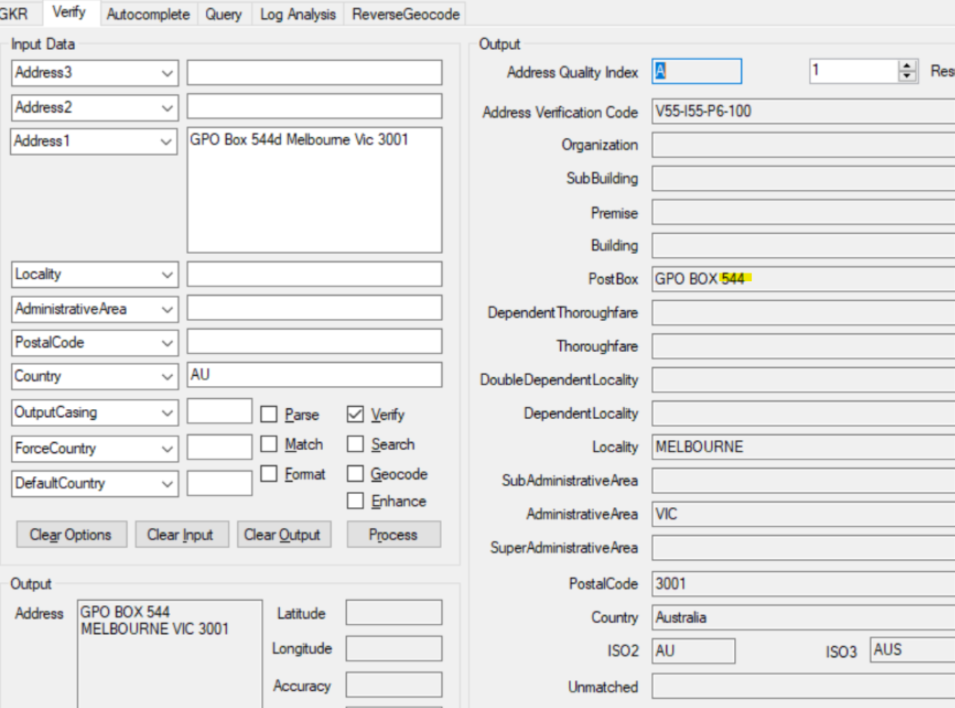 GKR Verify Autocomplete Query Log Analysis ReverseGeocode
Input Data
Address3
Address2
Address1 GPO Box 544d Melbourne Vic 3001
Locality
AdministrativeArea
PostalCode
Country AU
OutputCasing Parse Verify
ForceCountry Match Search
DefaultCountry Format Geocode
Enhance
Clear Options Clear Input Clear Output Process
Output
Address GPO BOX 544
MELBOURNE VIC 3001
Latitude
Longitude
Accuracy
Output
Address Quality Index A 1 Res
Address Verification Code V55-I55-P6-100
Organization
SubBuilding
Premise
Building
PostBox GPO BOX 544
DependentThoroughfare
Thoroughfare
DoubleDependentLocality
DependentLocality
Locality MELBOURNE
SubAdministrativeArea
AdministrativeArea VIC
SuperAdministrativeArea
PostalCode 3001
Country Australia
ISO2 AU ISO3 AUS
Unmatched